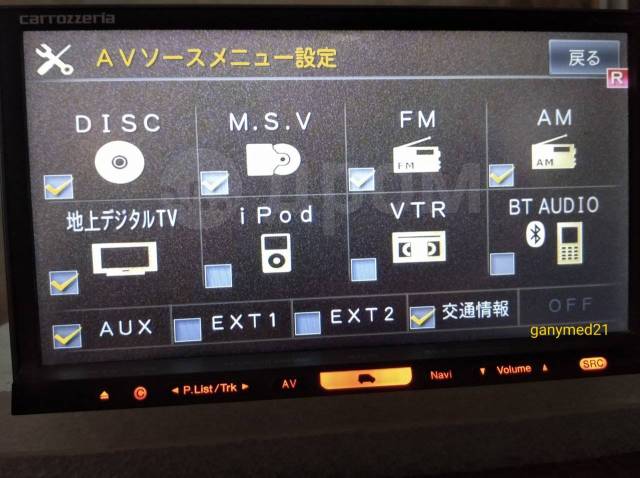 carrozzeria
AVソースメニュー設定
戻る
R
DISC
M.S.V
FM
AM
FM
AM
地上デジタルTV
iPod
VTR
BT AUDIO
AUX
EXT1
EXT2
交通情報
OFF
ganymed21
дром
C
P.List/Trk
AV
Navi
Volume
SRC